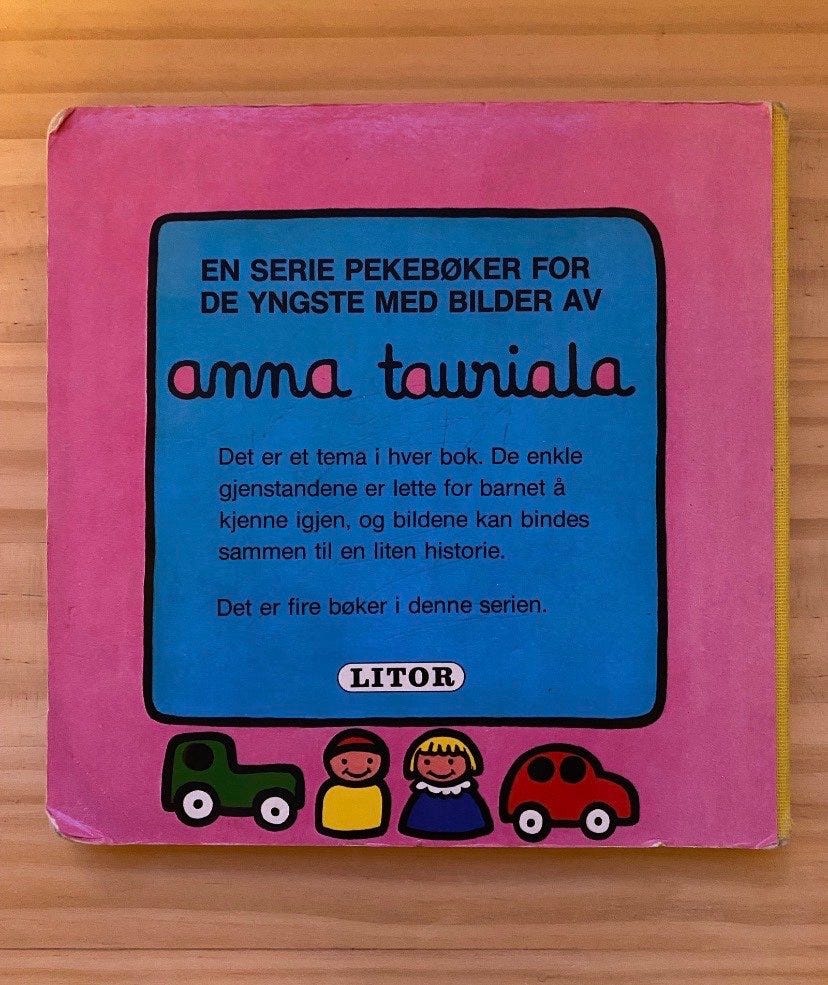 EN SERIE PEKEBØKER FOR
DE YNGSTE MED BILDER AV
anna tauriala
Det er et tema i hver bok. De enkle
gjenstandene er lette for barnet å
kjenne igjen, og bildene kan bindes
sammen til en liten historie.
Det er fire bøker i denne serien.
LITOR